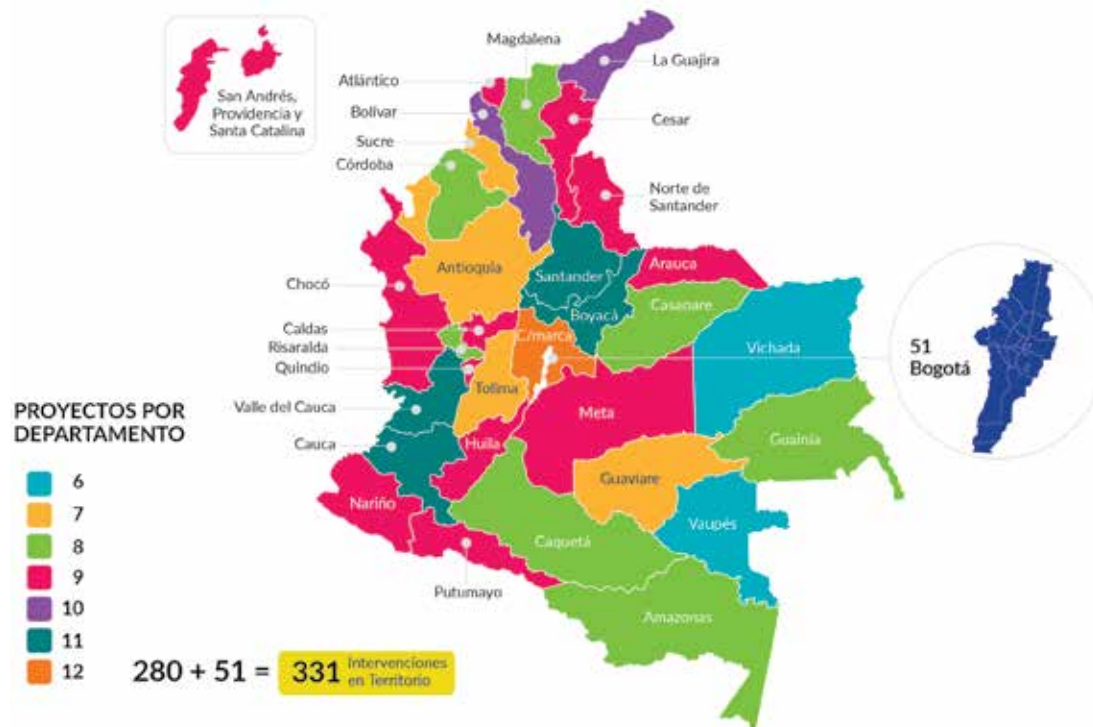 Magdalena
La Guajira
San Andrés,
Providencia y
Santa Catalina
Atlántico
Bolívar
Cesar
Sucre
Córdoba
Norte de
Santander
Antioquía
Santander
Arauca
Chocó
Casanare
Boyacá
Caldas
C/marca
Risaralda
Vichada
51
Bogotá
Quindío
Tolima
Valle del Cauca
Meta
PROYECTOS POR
DEPARTAMENTO
Cauca
Huila
Guainía
Guaviare
6
7
8
9
10
11
12
Nariño
Vaupés
Caquetá
Putumayo
Amazonas
280 + 51 = 331 Intervenciones
en Territorio